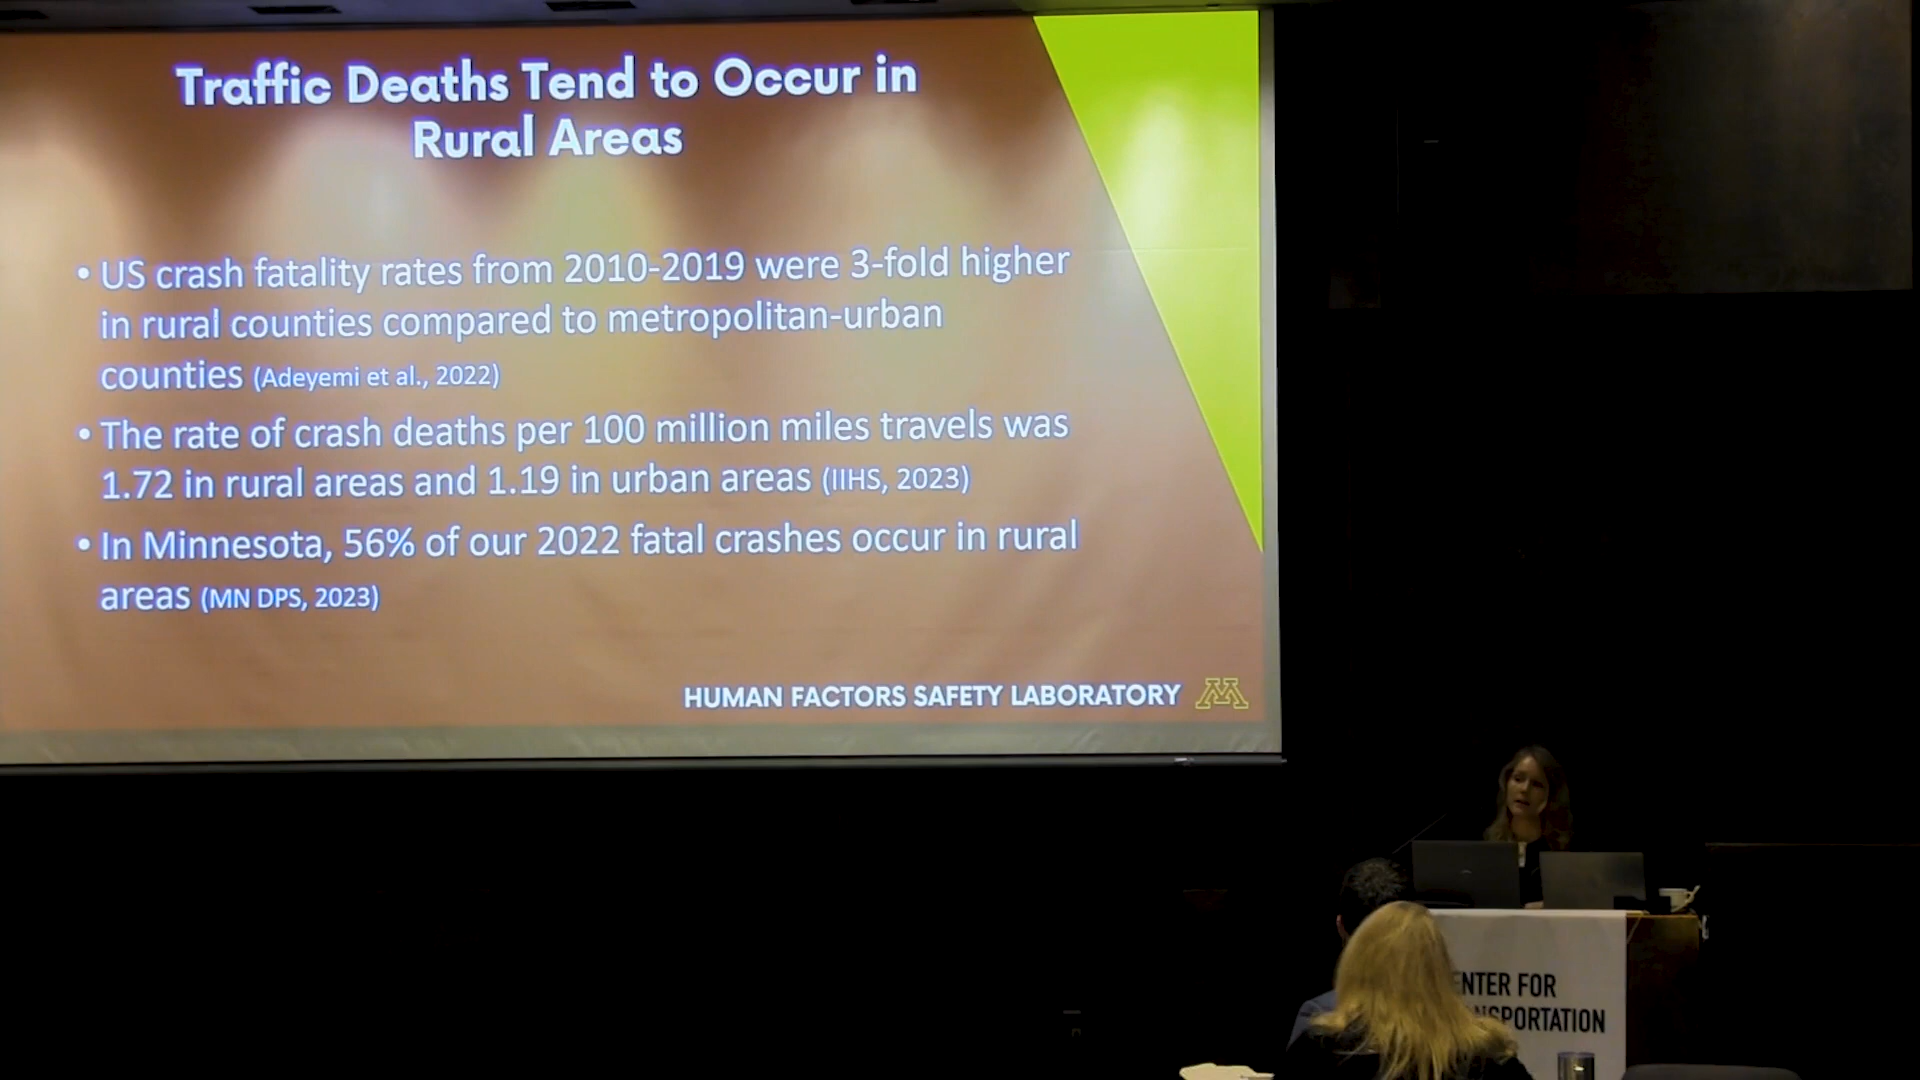 Traffic Deaths Tend to Occur in
Rural Areas
• US crash fatality rates from 2010-2019 were 3-fold higher
in rural counties compared to metropolitan-urban
counties (Adeyemi et al., 2022)
• The rate of crash deaths per 100 million miles travels was
1.72 in rural areas and 1.19 in urban areas (IIHS, 2023)
• In Minnesota, 56% of our 2022 fatal crashes occur in rural
areas (MN DPS, 2023)
HUMAN FACTORS SAFETY LABORATORY M
ENTER FOR
NSPORTATION